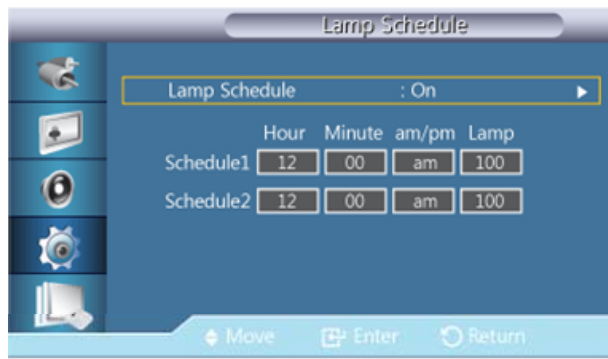 Lamp Schedule
Lamp Schedule : On
Hour Minute am/pm Lamp
Schedule1 12 00 am 100
Schedule2 12 00 am 100
Move Enter Return